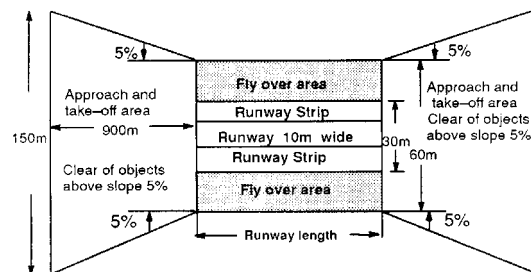 5%
5%
Fly over area
Approach and
take–off area
900m
150m
Clear of objects
above slope 5%
Runway Strip
Runway 10m wide
Runway Strip
30m
60m
Approach and
take–off area
Clear of objects
above slope 5%
Fly over area
5%
5%
Runway length